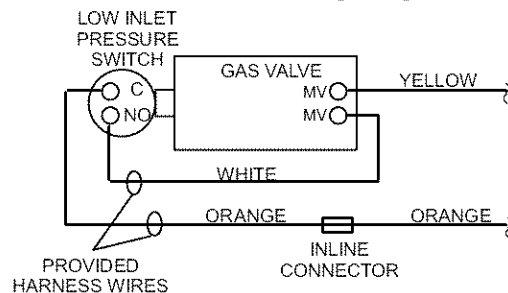 LOW INLET
PRESSURE
SWITCH
GAS VALVE
C
MV
YELLOW
NO
MV
WHITE
ORANGE
ORANGE
INLINE
CONNECTOR
PROVIDED
HARNESS WIRES